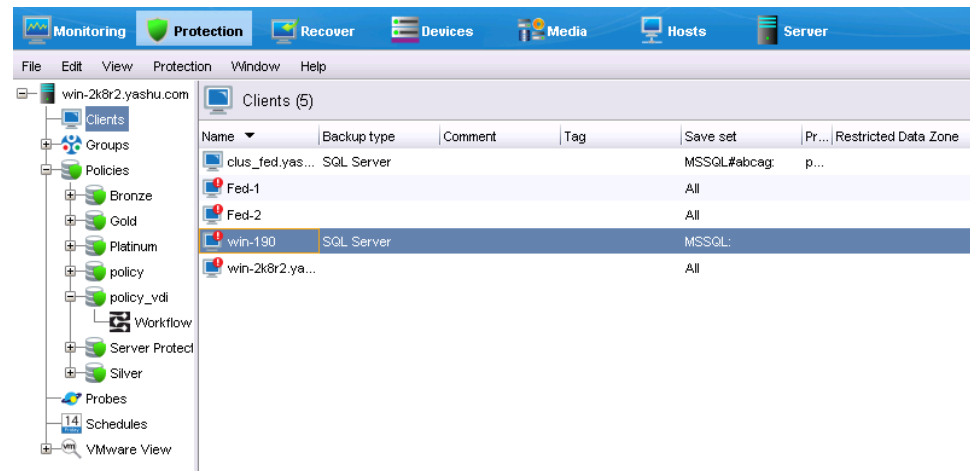 Monitoring Protection Recover Devices Media Hosts Server
File Edit View Protection Window Help
win-2k8r2.yashu.com
Clients
Groups
Policies
Bronze
Gold
Platinum
policy
policy_vdi
Workflow
Server Protect
Silver
Probes
14
Friday
Schedules
vm
VMware View
Clients (5)
Name Backup type Comment Tag Save set Pr... Restricted Data Zone
clus_fed.yas... SQL Server MSSQL#abcag: p...
Fed-1 All
Fed-2 All
win-190 SQL Server MSSQL:
win-2k8r2.ya... All